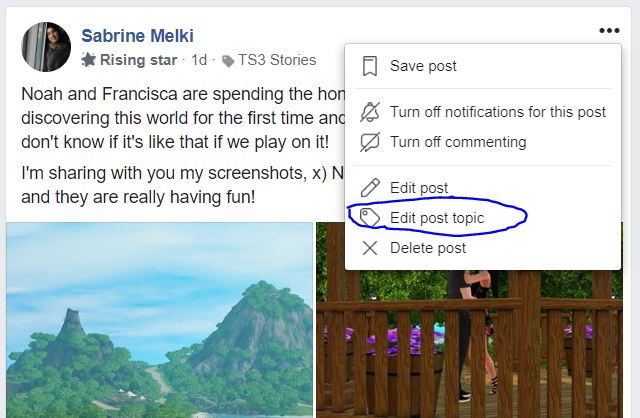 Sabrine Melki
Rising star · 1d · TS3 Stories
Noah and Francisca are spending the hon
discovering this world for the first time and
don't know if it's like that if we play on it!
I'm sharing with you my screenshots, x) N
and they are really having fun!
Save post
Turn off notifications for this post
Turn off commenting
Edit post
Edit post topic
Delete post